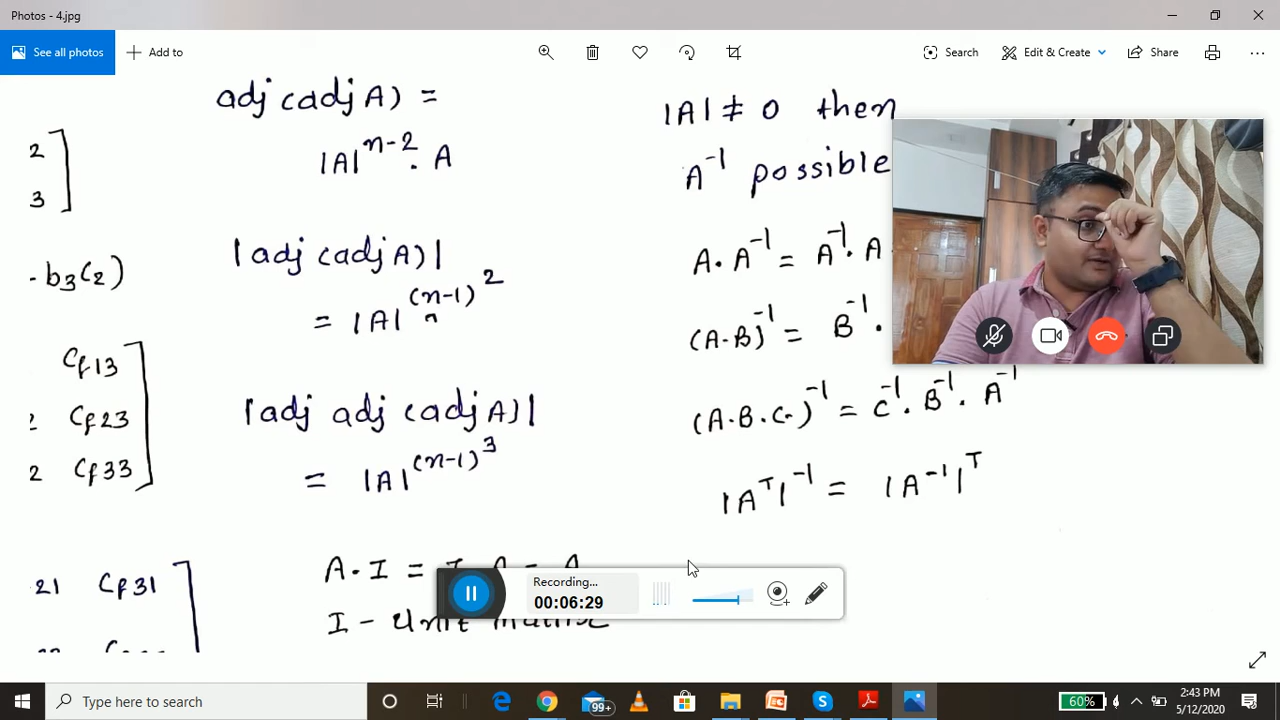 Photos - 4.jpg
See all photos
Add to
Search
Edit & Create
Share
adj (adj A) =
|A|^{n-2} . A
|adj (adj A)|
= |A|^{(n-1)^2}
|adj adj (adj A)|
= |A|^{(n-1)^3}
A.I = I
I - Unit
2
3
- b3(2)
Cf13
2 Cf23
2 Cf33
21 Cf31
|A| ≠ 0 then
A^{-1} possible
A.A^{-1} = A^{-1}.A
(A.B)^{-1} = B^{-1}.
(A.B.C.)^{-1} = C^{-1}.B^{-1}.A^{-1}
|A^T|^{-1} = |A^{-1}|^T
Recording...
00:06:29
Type here to search
99+
60%
2:43 PM
5/12/2020